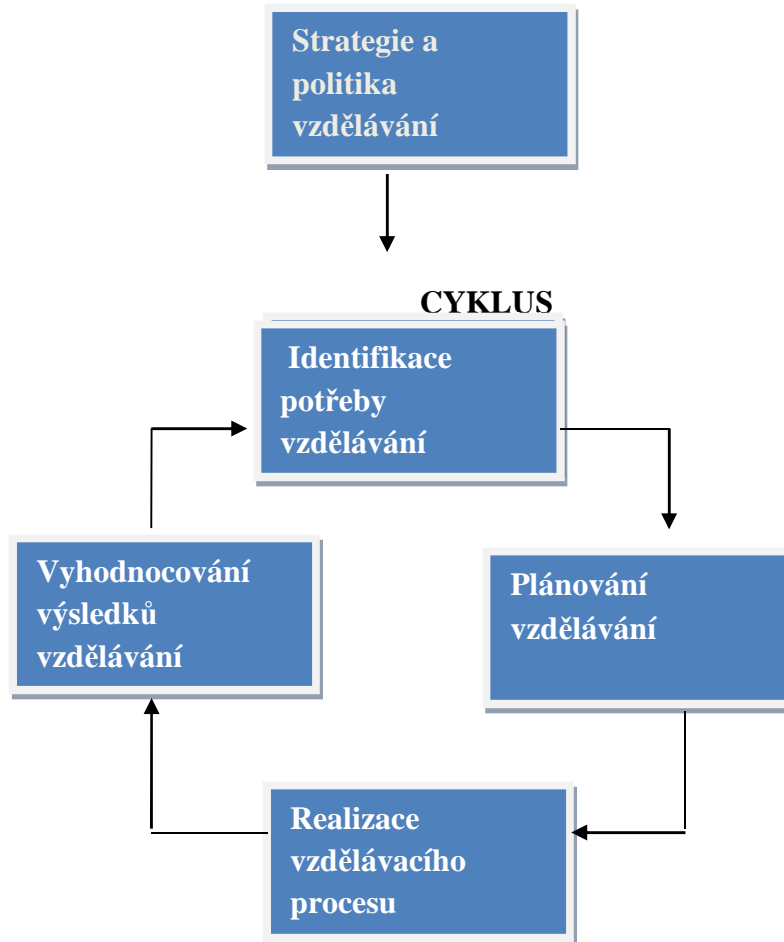 Strategie a
politika
vzdělávání
CYKLUS
Identifikace
potřeby
vzdělávání
Vyhodnocování
výsledků
vzdělávání
Plánování
vzdělávání
Realizace
vzdělávacího
procesu